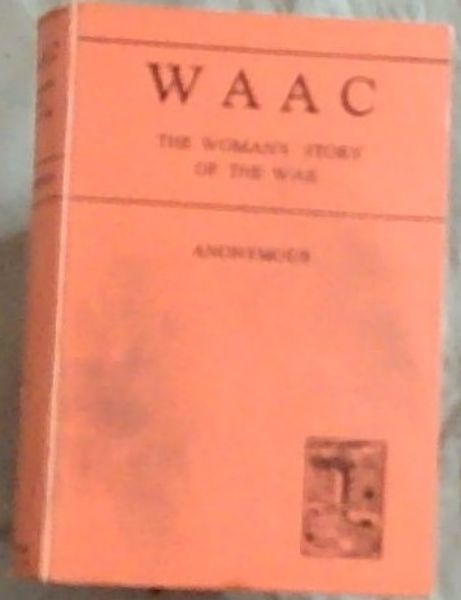 WAAC
THE WOMAN'S STORY
OF THE WAR
ANONYMOUS